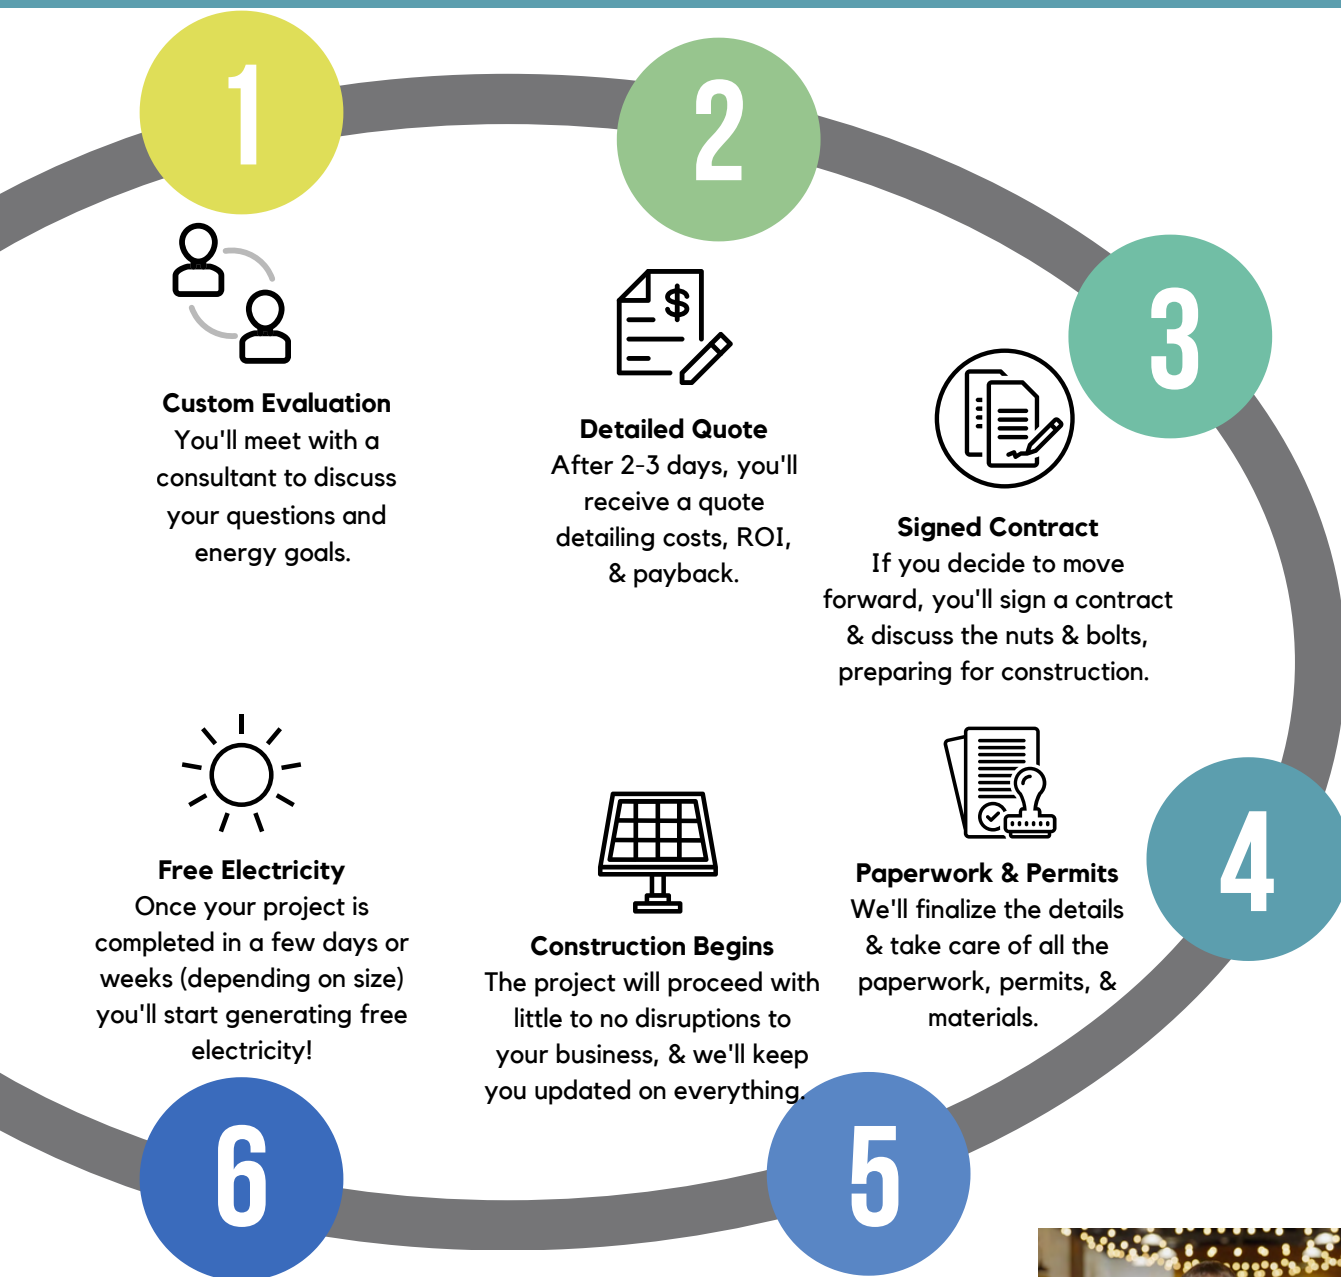 1
Custom Evaluation
You'll meet with a
consultant to discuss
your questions and
energy goals.
2
$
Detailed Quote
After 2-3 days, you'll
receive a quote
detailing costs, ROI,
& payback.
3
Signed Contract
If you decide to move
forward, you'll sign a contract
& discuss the nuts & bolts,
preparing for construction.
4
Paperwork & Permits
We'll finalize the details
& take care of all the
paperwork, permits, &
materials.
5
Construction Begins
The project will proceed with
little to no disruptions to
your business, & we'll keep
you updated on everything.
6
Free Electricity
Once your project is
completed in a few days or
weeks (depending on size)
you'll start generating free
electricity!